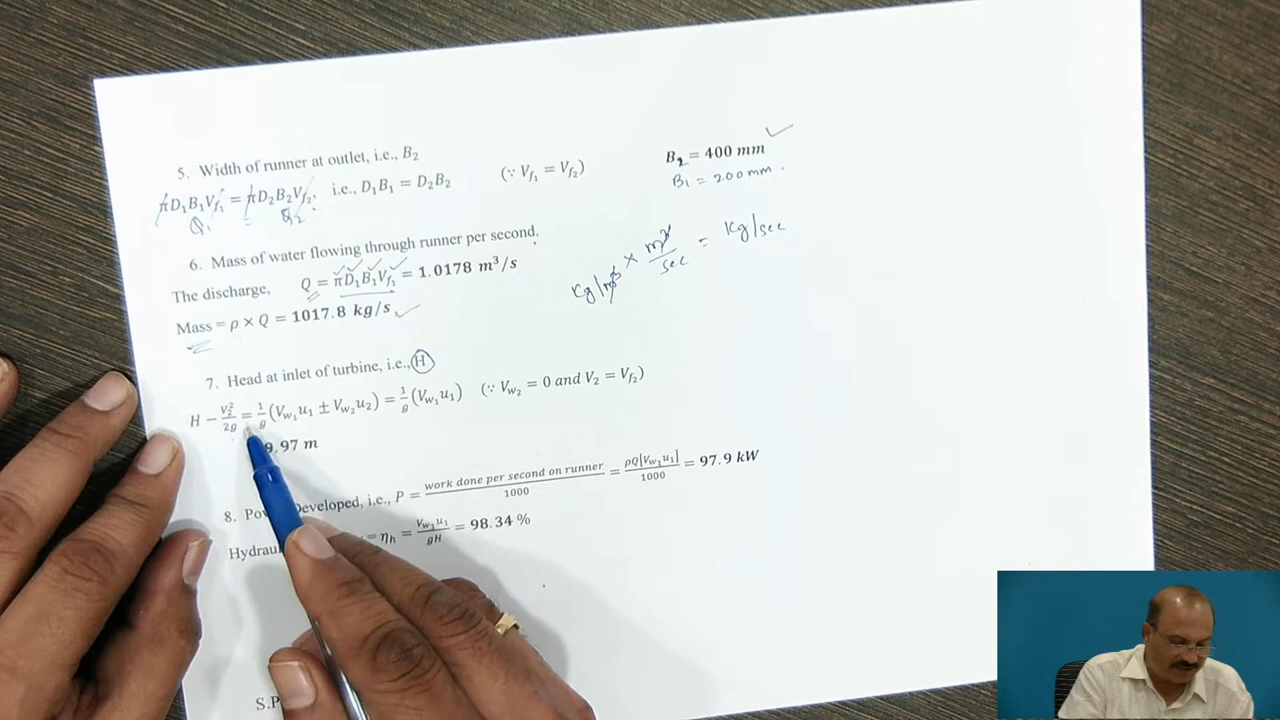 5. Width of runner at outlet, i.e., B₂
πD₁B₁V_f₁ = πD₂B₂V_f₂, i.e., D₁B₁ = D₂B₂ (∵ V_f₁ = V_f₂) B₂ = 400 mm ✓
Q₁ = Q₂ B₁ = 200 mm.
6. Mass of water flowing through runner per second.
The discharge, Q = πD₁B₁V_f₁ = 1.0178 m³/s
Kg/m³ × m³/sec = Kg/sec
Mass = ρ × Q = 1017.8 kg/s ✓
7. Head at inlet of turbine, i.e., H
H − V₂²/2g = 1/g (V_w₁u₁ ± V_w₂u₂) = 1/g (V_w₁u₁) (∵ V_w₂ = 0 and V₂ = V_f₂)
9.97 m
8. Developed, i.e., P = work done per second on runner/1000 = ρQ[V_w₁u₁]/1000 = 97.9 kW
= η_h = V_w₁u₁/gH = 98.34 %
S.P